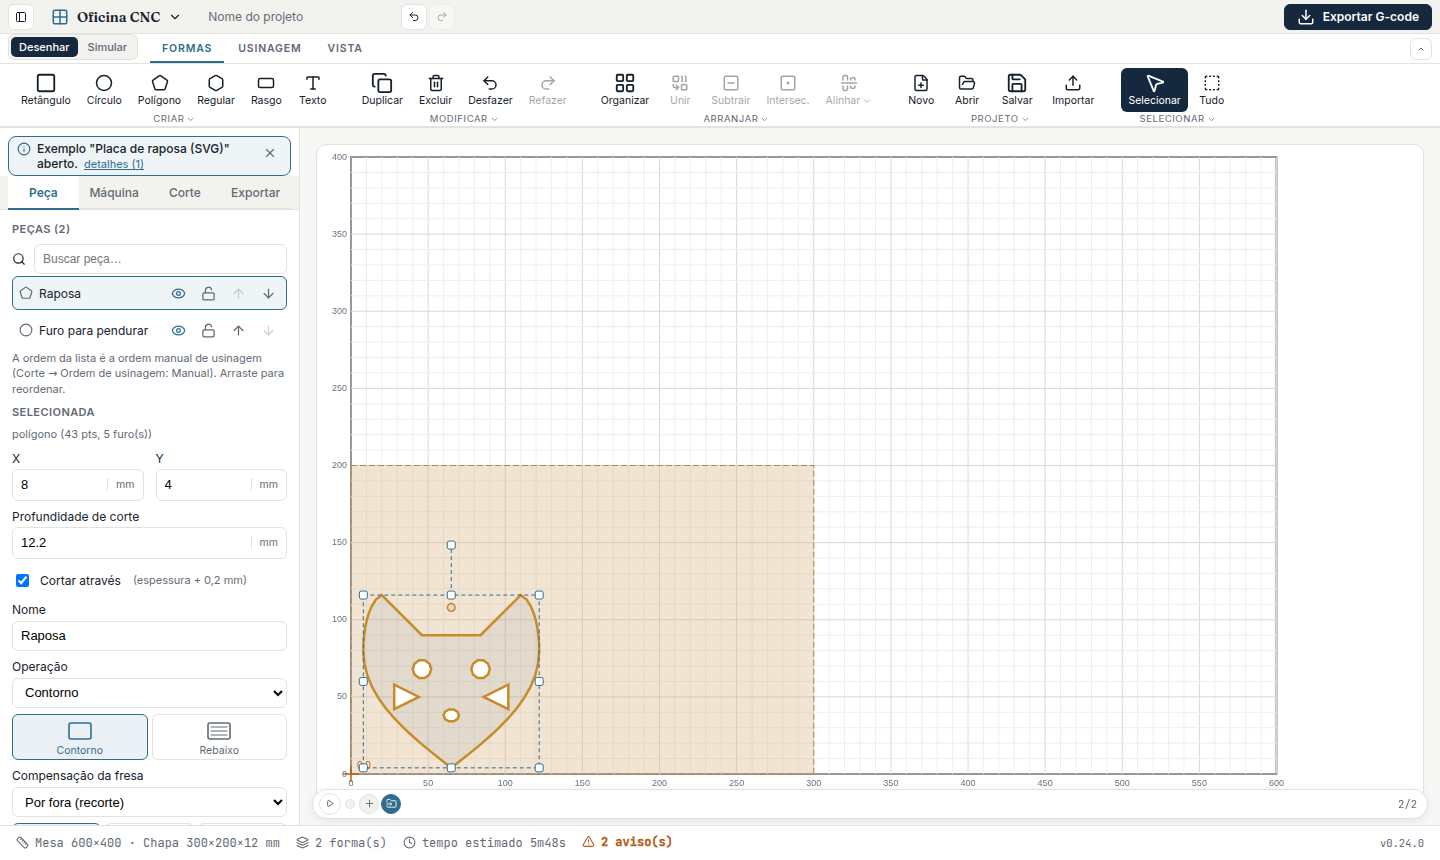 Oficina CNC
Nome do projeto
Exportar G-code
Desenhar
Simular
FORMAS
USINAGEM
VISTA
Retângulo
Círculo
Polígono
Regular
Rasgo
Texto
CRIAR
Duplicar
Excluir
Desfazer
Refazer
MODIFICAR
Organizar
Unir
Subtrair
Intersec.
Alinhar
ARRANJAR
Novo
Abrir
Salvar
Importar
PROJETO
Selecionar
Tudo
SELECIONAR
Exemplo "Placa de raposa (SVG)"
aberto. detalhes (1)
Peça
Máquina
Corte
Exportar
PEÇAS (2)
Buscar peça…
Raposa
Furo para pendurar
A ordem da lista é a ordem manual de usinagem
(Corte → Ordem de usinagem: Manual). Arraste para
reordenar.
SELECIONADA
polígono (43 pts, 5 furo(s))
X
Y
8 mm
4 mm
Profundidade de corte
12.2 mm
Cortar através (espessura + 0,2 mm)
Nome
Raposa
Operação
Contorno
Contorno
Rebaixo
Compensação da fresa
Por fora (recorte)
400
350
300
250
200
150
100
50
0
0
50
100
150
200
250
300
350
400
450
500
550
600
2/2
Mesa 600×400 · Chapa 300×200×12 mm
2 forma(s)
tempo estimado 5m48s
2 aviso(s)
v0.24.0